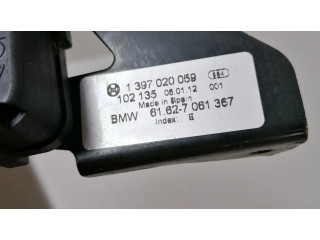 1 397 020 059
102 135 05.01.12 001
Made in Spain
BMW 61.62-7 061 367
Index: E